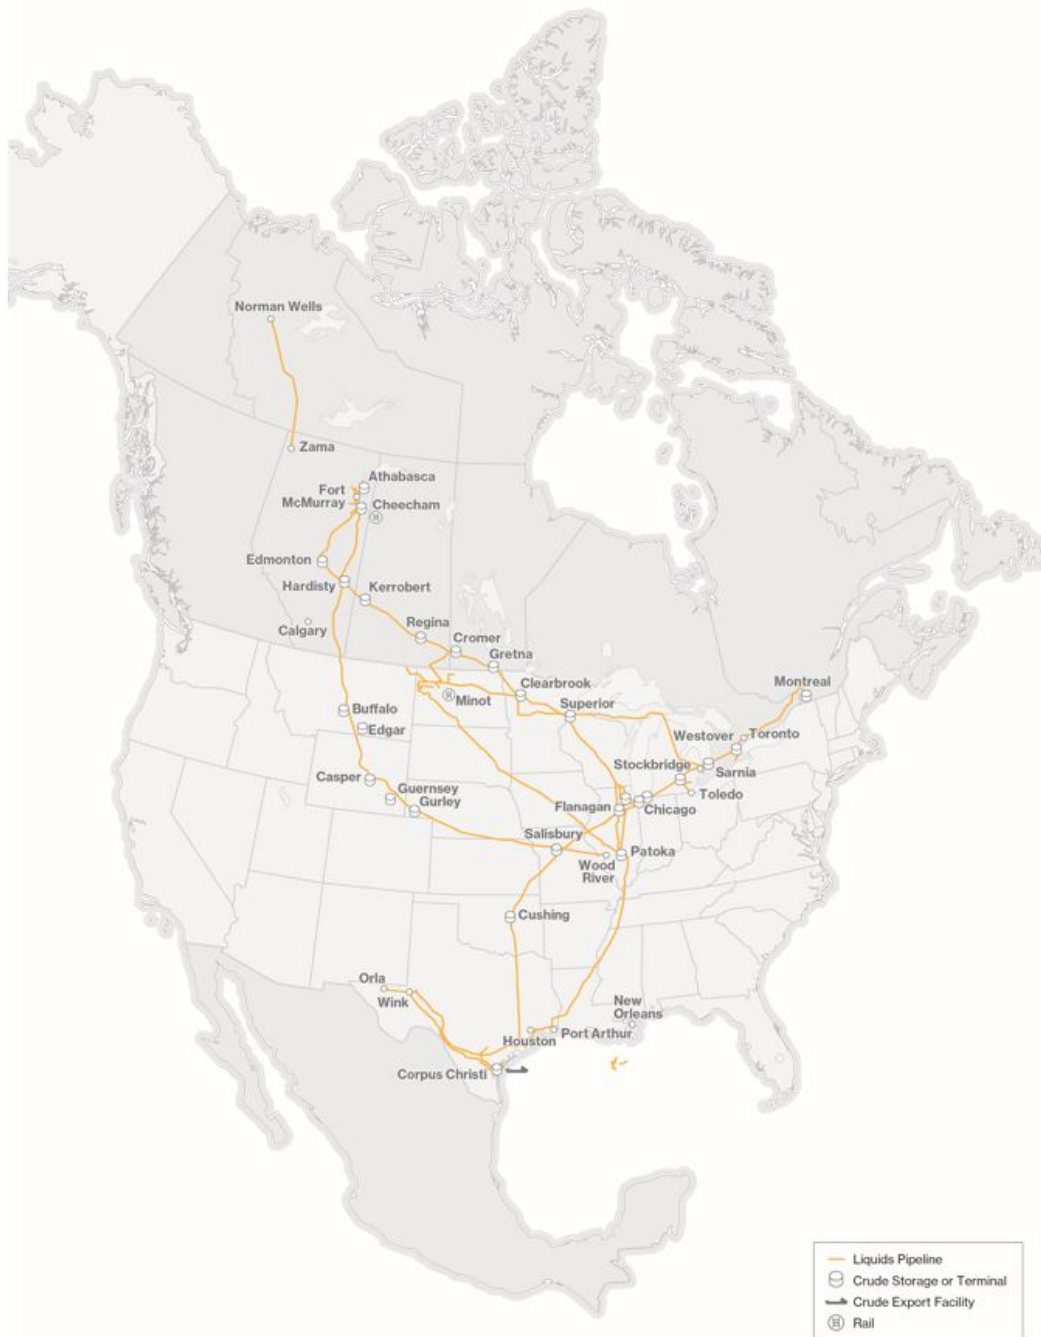 Norman Wells
Zama
Athabasca
Fort
McMurray
Cheecham
Edmonton
Hardisty
Kerrobert
Calgary
Regina
Cromer
Gretna
Clearbrook
Montreal
Minot
Superior
Buffalo
Edgar
Westover
Toronto
Stockbridge
Sarnia
Casper
Guernsey
Gurley
Toledo
Flanagan
Chicago
Salisbury
Wood
River
Patoka
Cushing
Orla
Wink
New
Orleans
Houston
Port Arthur
Corpus Christi
Liquids Pipeline
Crude Storage or Terminal
Crude Export Facility
Rail